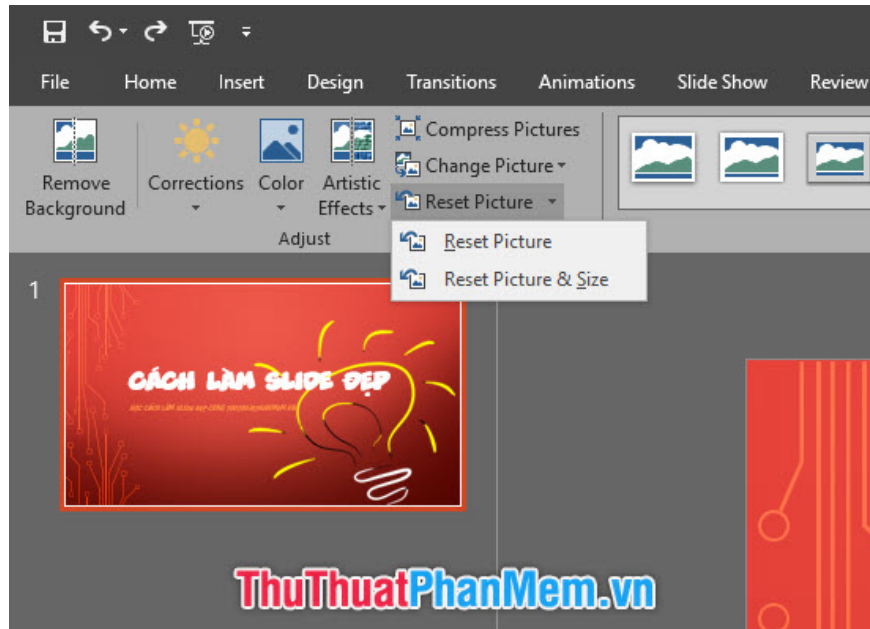 File Home Insert Design Transitions Animations Slide Show Review
Remove Background
Corrections
Color
Artistic Effects
Compress Pictures
Change Picture
Reset Picture
Adjust
Reset Picture
Reset Picture & Size
1
CÁCH LÀM SLIDE ĐẸP
ThuThuatPhanMem.vn